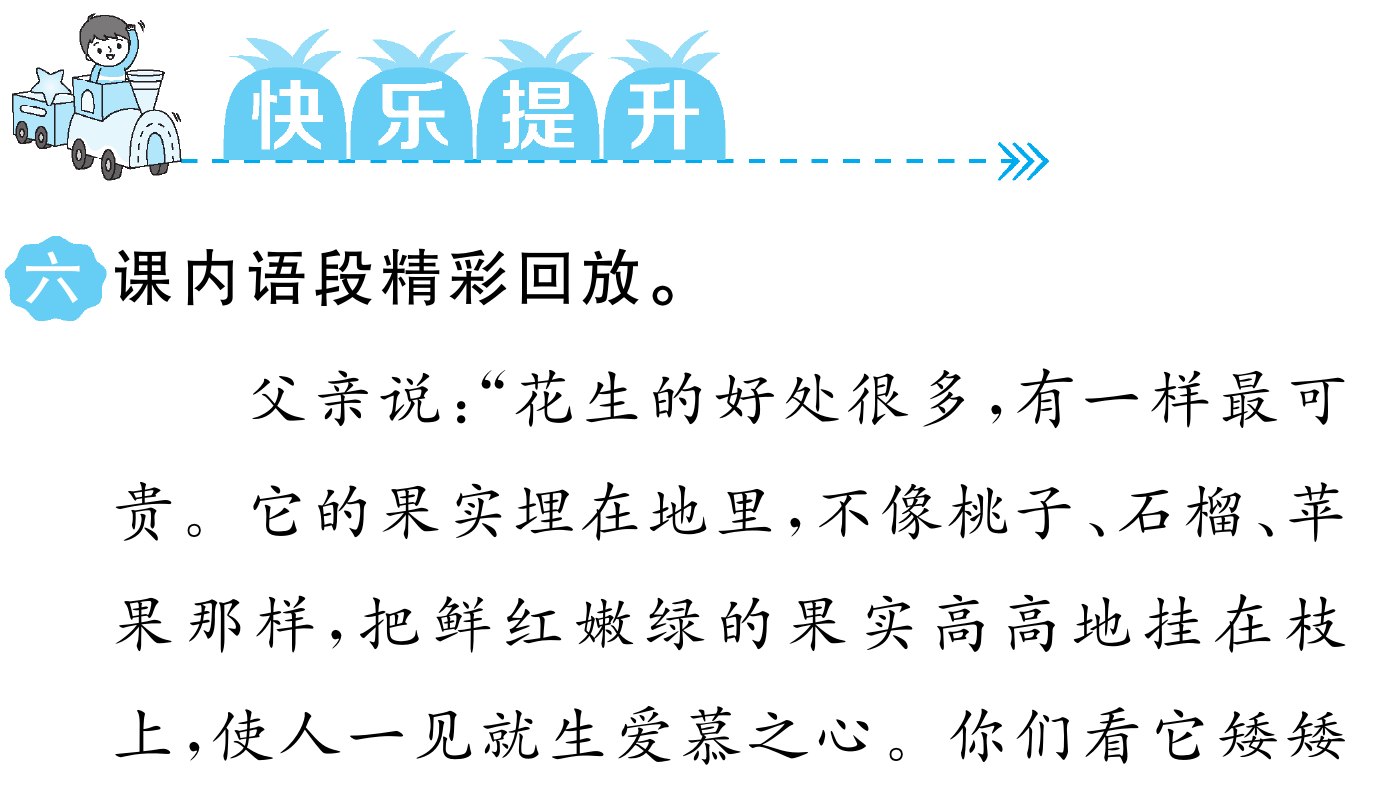 快乐提升
六 课内语段精彩回放。
父亲说:“花生的好处很多,有一样最可
贵。它的果实埋在地里,不像桃子、石榴、苹
果那样,把鲜红嫩绿的果实高高地挂在枝
上,使人一见就生爱慕之心。你们看它矮矮